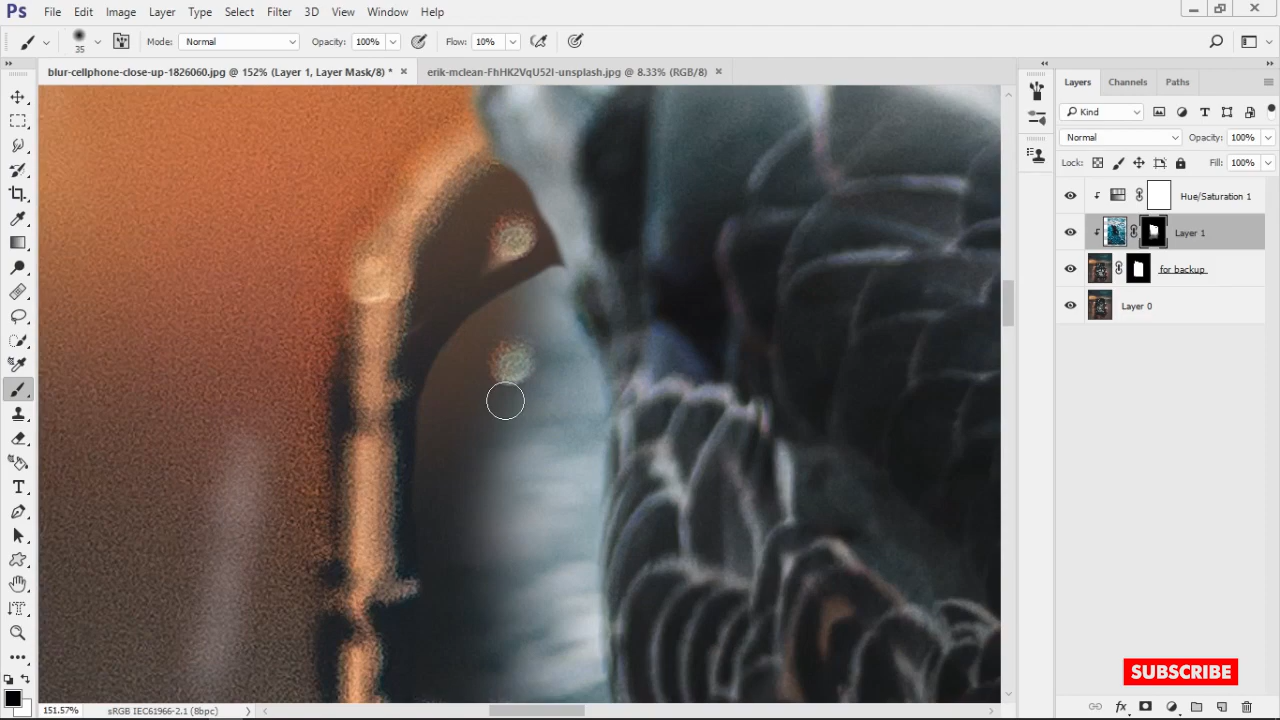 Ps File Edit Image Layer Type Select Filter 3D View Window Help
35 Mode: Normal Opacity: 100% Flow: 10%
blur-cellphone-close-up-1826060.jpg @ 152% (Layer 1, Layer Mask/8) * × erik-mclean-FhHK2VqU52I-unsplash.jpg @ 8.33% (RGB/8) ×
Layers Channels Paths
Kind
Normal Opacity: 100%
Lock: Fill: 100%
Hue/Saturation 1
Layer 1
for backup
Layer 0
SUBSCRIBE
151.57% sRGB IEC61966-2.1 (8bpc)